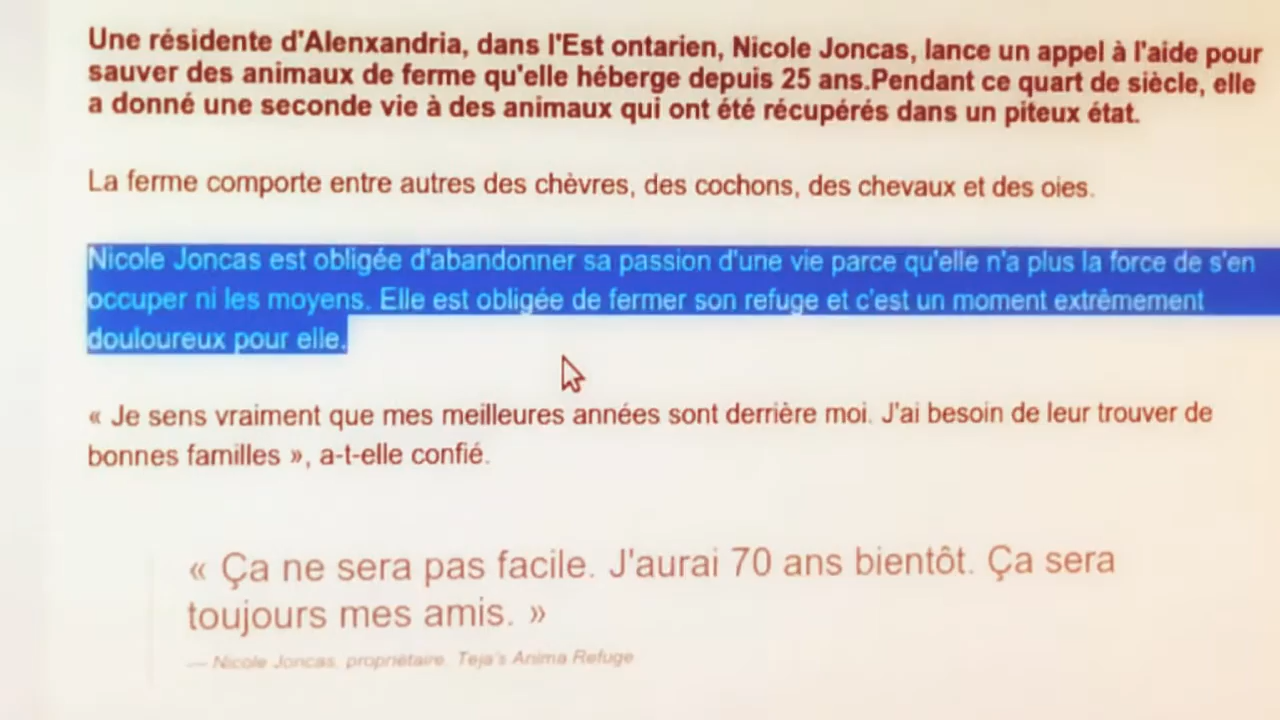 Une résidente d'Alenxandria, dans l'Est ontarien, Nicole Joncas, lance un appel à l'aide pour
sauver des animaux de ferme qu'elle héberge depuis 25 ans.Pendant ce quart de siècle, elle
a donné une seconde vie à des animaux qui ont été récupérés dans un piteux état.
La ferme comporte entre autres des chèvres, des cochons, des chevaux et des oies.
Nicole Joncas est obligée d'abandonner sa passion d'une vie parce qu'elle n'a plus la force de s'en
occuper ni les moyens. Elle est obligée de fermer son refuge et c'est un moment extrêmement
douloureux pour elle.
« Je sens vraiment que mes meilleures années sont derrière moi. J'ai besoin de leur trouver de
bonnes familles », a-t-elle confié.
« Ça ne sera pas facile. J'aurai 70 ans bientôt. Ça sera
toujours mes amis. »
— Nicole Joncas, propriétaire, Teja's Anima Refuge